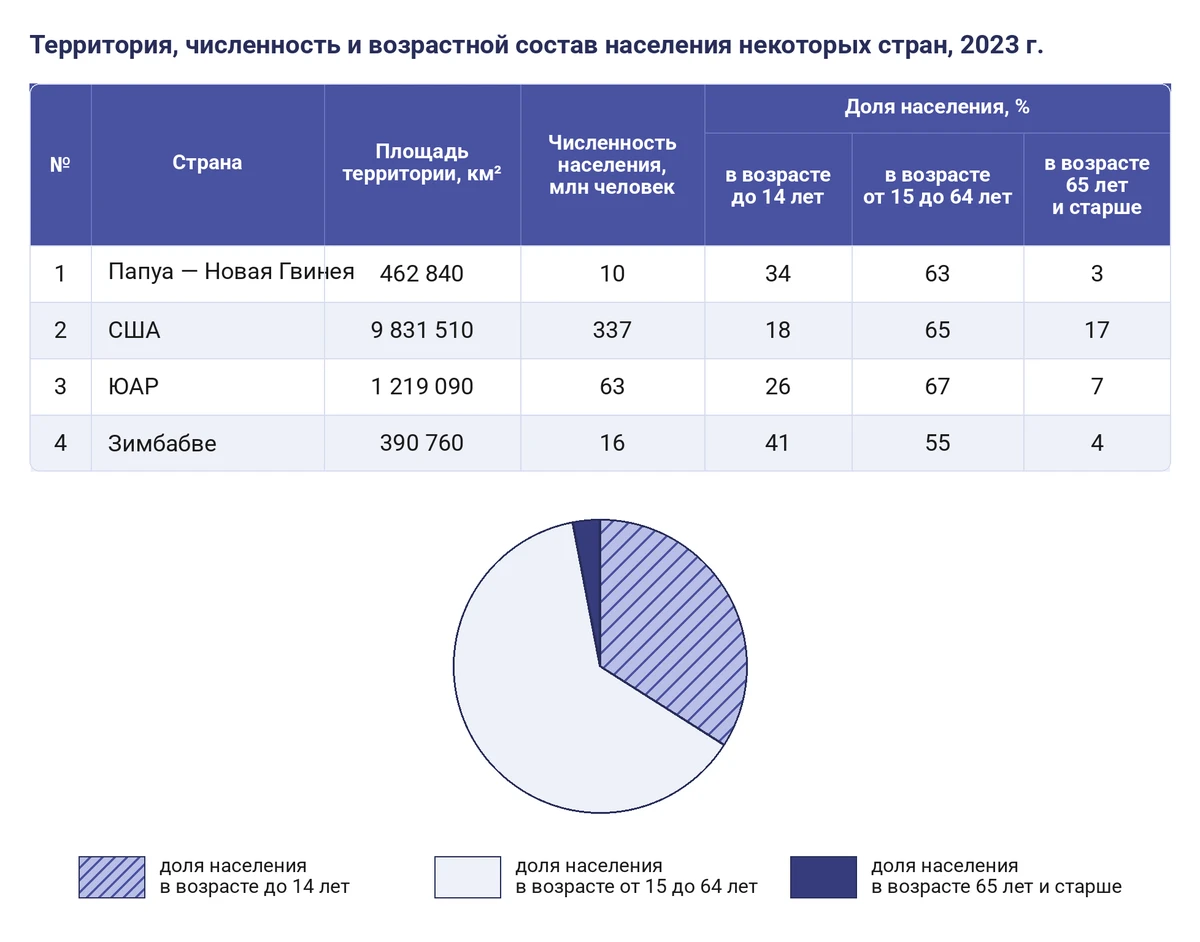 Территория, численность и возрастной состав населения некоторых стран, 2023 г.
№
Страна
Площадь
территории, км²
Численность
населения,
млн человек
Доля населения, %
в возрасте
до 14 лет
в возрасте
от 15 до 64 лет
в возрасте
65 лет
и старше
1 Папуа — Новая Гвинея 462 840 10 34 63 3
2 США 9 831 510 337 18 65 17
3 ЮАР 1 219 090 63 26 67 7
4 Зимбабве 390 760 16 41 55 4
доля населения
в возрасте до 14 лет
доля населения
в возрасте от 15 до 64 лет
доля населения
в возрасте 65 лет и старше